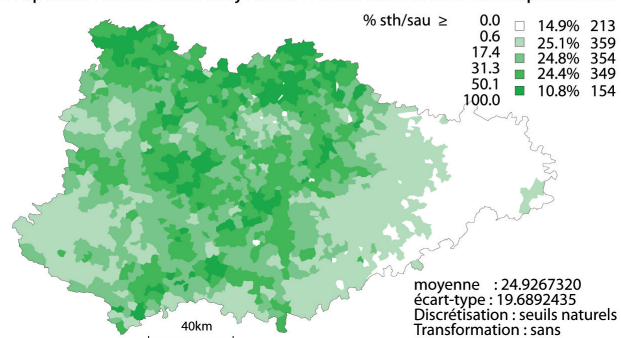 % sth/sau ≥
0.0
0.6
17.4
31.3
50.1
100.0
14.9% 213
25.1% 359
24.8% 354
24.4% 349
10.8% 154
moyenne : 24.9267320
écart-type : 19.6892435
Discrétisation : seuils naturels
Transformation : sans
40km